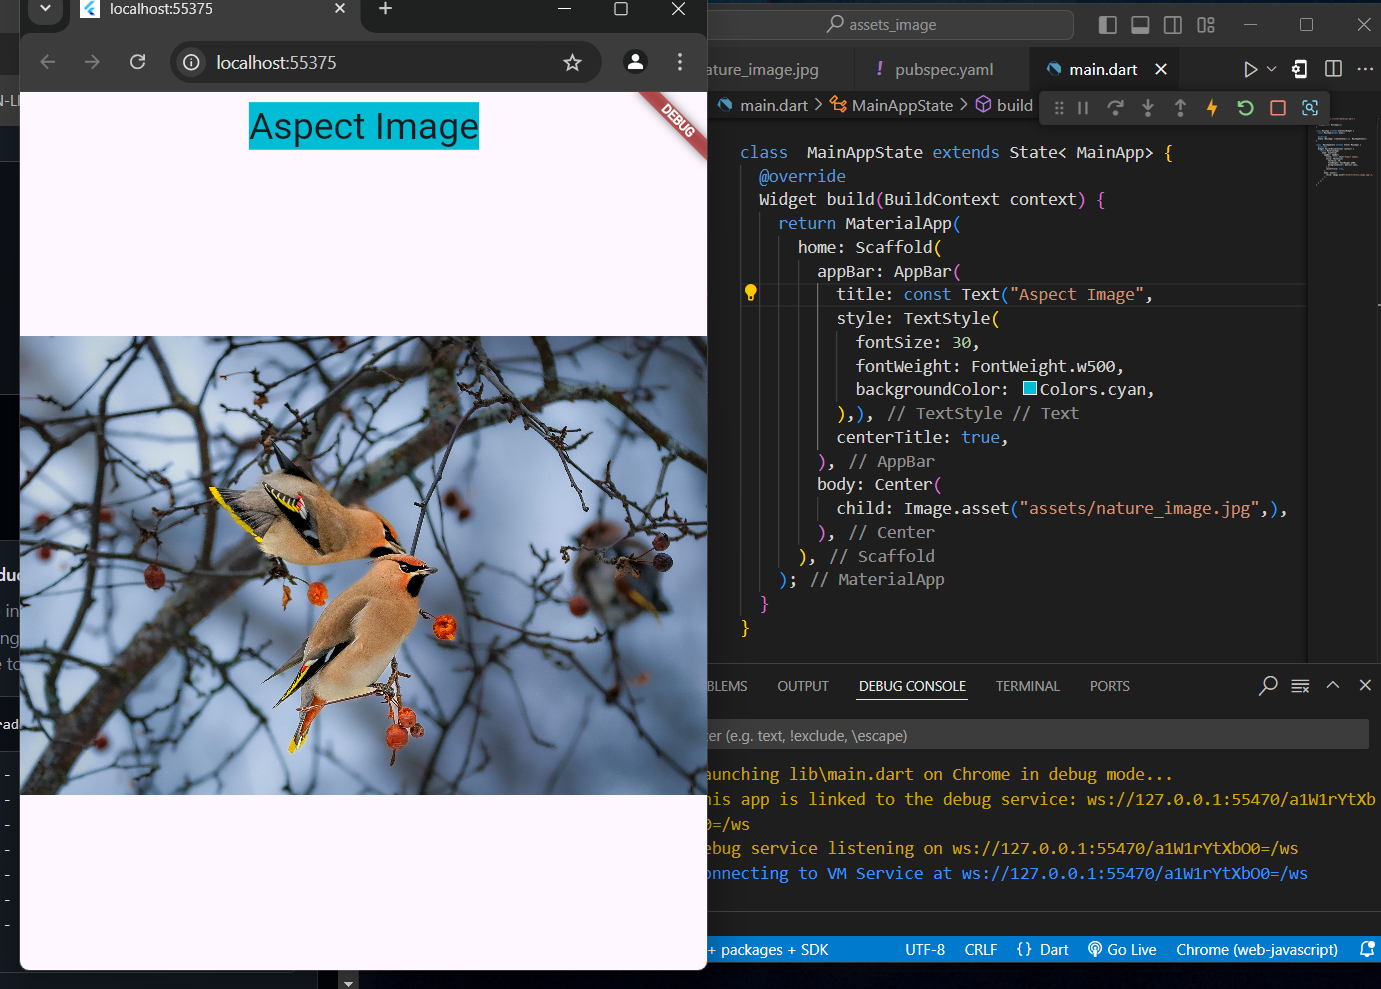 localhost:55375
localhost:55375
Aspect Image
DEBUG
assets_image
ature_image.jpg
! pubspec.yaml
main.dart
main.dart > MainAppState > build
class  MainAppState extends State< MainApp> {
@override
Widget build(BuildContext context) {
return MaterialApp(
home: Scaffold(
appBar: AppBar(
title: const Text("Aspect Image",
style: TextStyle(
fontSize: 30,
fontWeight: FontWeight.w500,
backgroundColor: Colors.cyan,
),), // TextStyle // Text
centerTitle: true,
), // AppBar
body: Center(
child: Image.asset("assets/nature_image.jpg",),
), // Center
), // Scaffold
); // MaterialApp
}
}
BLEMS OUTPUT DEBUG CONSOLE TERMINAL PORTS
ter (e.g. text, !exclude, \escape)
aunching lib\main.dart on Chrome in debug mode...
his app is linked to the debug service: ws://127.0.0.1:55470/a1W1rYtXb
O=/ws
ebug service listening on ws://127.0.0.1:55470/a1W1rYtXbO0=/ws
onnecting to VM Service at ws://127.0.0.1:55470/a1W1rYtXbO0=/ws
+ packages + SDK UTF-8 CRLF {} Dart Go Live Chrome (web-javascript)